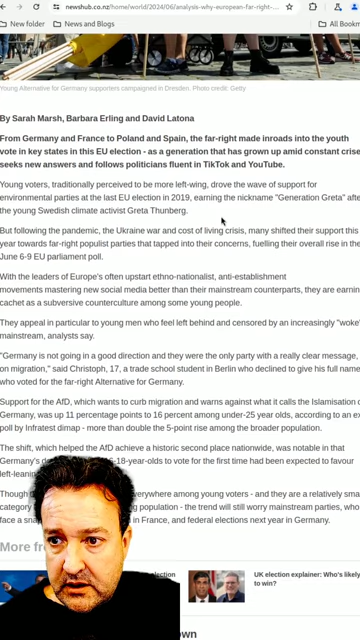 newshub.co.nz/home/world/2024/06/analysis-why-european-far-right-...
New folder
News and Blogs
All Bookm
Young Alternative for Germany supporters campaigned in Dresden. Photo credit: Getty
By Sarah Marsh, Barbara Erling and David Latona
From Germany and France to Poland and Spain, the far-right made inroads into the youth
vote in key states in this EU election - as a generation that has grown up amid constant crises
seeks new answers and follows politicians fluent in TikTok and YouTube.
Young voters, traditionally perceived to be more left-wing, drove the wave of support for
environmental parties at the last EU election in 2019, earning the nickname "Generation Greta" after
the young Swedish climate activist Greta Thunberg.
But following the pandemic, the Ukraine war and cost of living crisis, many shifted their support this
year towards far-right populist parties that tapped into their concerns, fuelling their overall rise in the
June 6-9 EU parliament poll.
With the leaders of Europe's often upstart ethno-nationalist, anti-establishment
movements mastering new social media better than their mainstream counterparts, they are earning
cachet as a subversive counterculture among some young people.
They appeal in particular to young men who feel left behind and censored by an increasingly "woke"
mainstream, analysts say.
"Germany is not going in a good direction and they were the only party with a really clear message,
on migration," said Christoph, 17, a trade school student in Berlin who declined to give his full name
who voted for the far-right Alternative for Germany.
Support for the AfD, which wants to curb migration and warns against what it calls the Islamisation of
Germany, was up 11 percentage points to 16 percent among under-25 year olds, according to an ex
poll by Infratest dimap - more than double the 5-point rise among the broader population.
The shift, which helped the AfD achieve a historic second place nationwide, was notable in that
Germany's de 6-18-year-olds to vote for the first time had been expected to favour
left-leanin
Though th everywhere among young voters - and they are a relatively sma
category ng population - the trend will still worry mainstream parties, who
face a sna in France, and federal elections next year in Germany.
More fro
election
UK election explainer: Who's likely
to win?
own